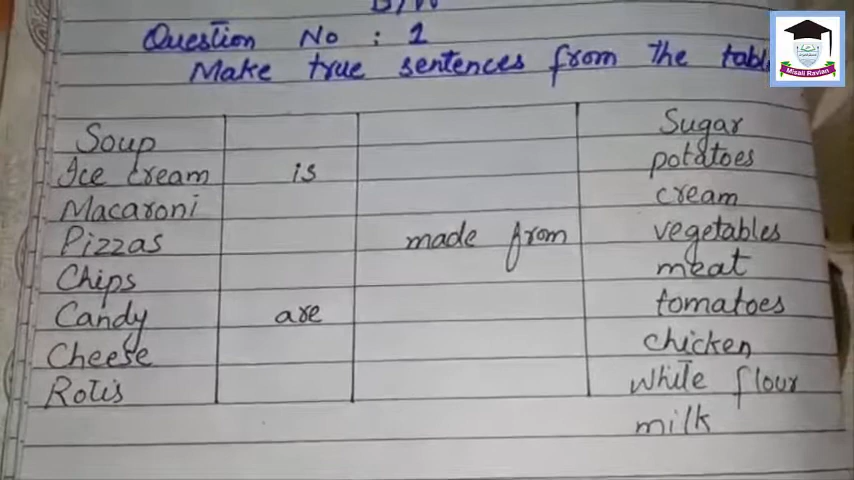 Question No : 1
Make true sentences from the
Soup Sugar
Ice cream is potatoes
Macaroni cream
Pizzas made from vegetables
Chips meat
Candy are tomatoes
Cheese chicken
Rotis white flour
milk
Misali Ravian